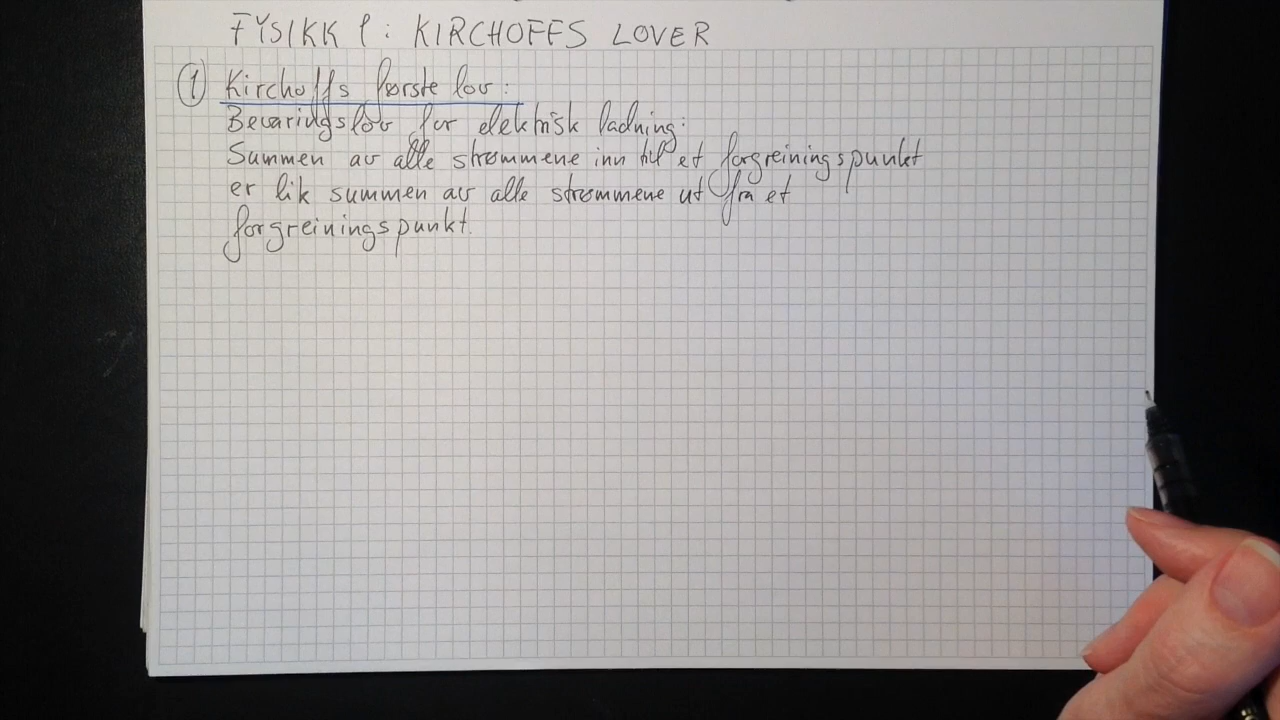 FYSIKK 1: KIRCHOFFS LOVER
① Kirchoffs første lov:
Bevaringslov for elektrisk ladning:
Summen av alle strømmene inn til et forgreiningspunkt
er lik summen av alle strømmene ut fra et
forgreiningspunkt.